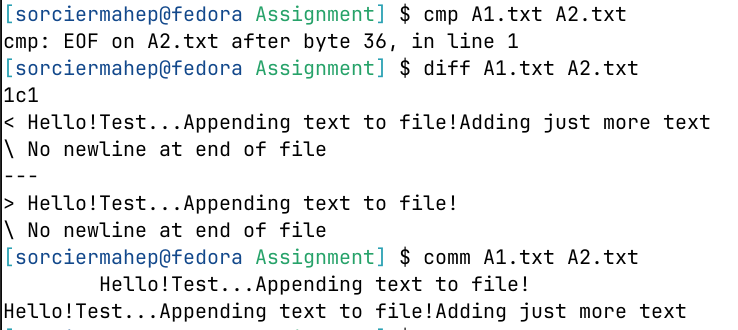 [sorciermahep@fedora Assignment] $ cmp A1.txt A2.txt
cmp: EOF on A2.txt after byte 36, in line 1
[sorciermahep@fedora Assignment] $ diff A1.txt A2.txt
1c1
< Hello!Test...Appending text to file!Adding just more text
\ No newline at end of file
---
> Hello!Test...Appending text to file!
\ No newline at end of file
[sorciermahep@fedora Assignment] $ comm A1.txt A2.txt
        Hello!Test...Appending text to file!
Hello!Test...Appending text to file!Adding just more text